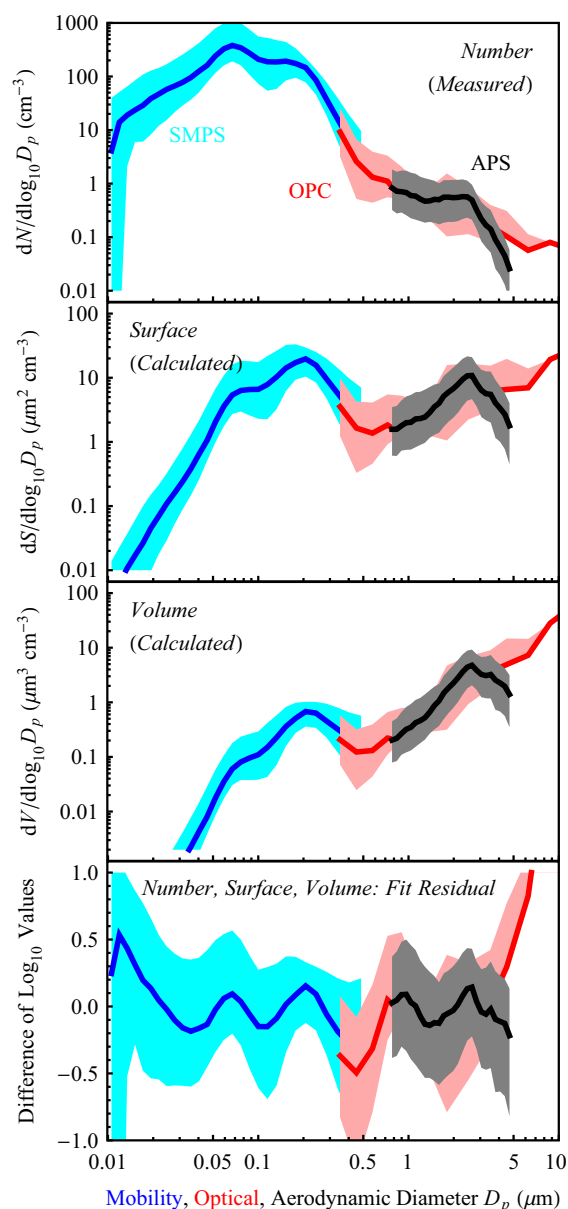 1000
100
10
1
0.1
0.01
dN/dlog₁₀Dₚ (cm⁻³)
Number
(Measured)
SMPS
OPC
APS
100
10
1
0.1
0.01
dS/dlog₁₀Dₚ (μm² cm⁻³)
Surface
(Calculated)
100
10
1
0.1
0.01
dV/dlog₁₀Dₚ (μm³ cm⁻³)
Volume
(Calculated)
1.0
0.5
0.0
−0.5
−1.0
Difference of Log₁₀ Values
Number, Surface, Volume: Fit Residual
0.01 0.05 0.1 0.5 1 5 10
Mobility, Optical, Aerodynamic Diameter Dₚ (μm)